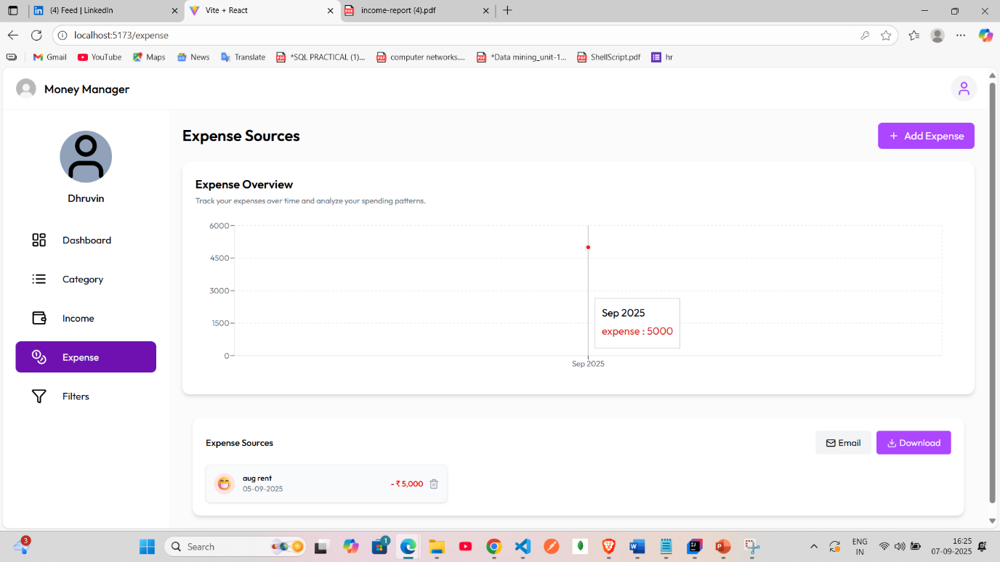 (4) Feed | LinkedIn
Vite + React
income-report (4).pdf
localhost:5173/expense
Gmail
YouTube
Maps
News
Translate
*SQL PRACTICAL (1)...
computer networks....
*Data mining_unit-1...
ShellScript.pdf
hr
Money Manager
Dhruvin
Dashboard
Category
Income
Expense
Filters
Expense Sources
+ Add Expense
Expense Overview
Track your expenses over time and analyze your spending patterns.
6000
4500
3000
1500
0
Sep 2025
expense : 5000
Sep 2025
Expense Sources
Email
Download
aug rent
05-09-2025
- ₹ 5,000
3
Search
1
ENG
IN
16:25
07-09-2025